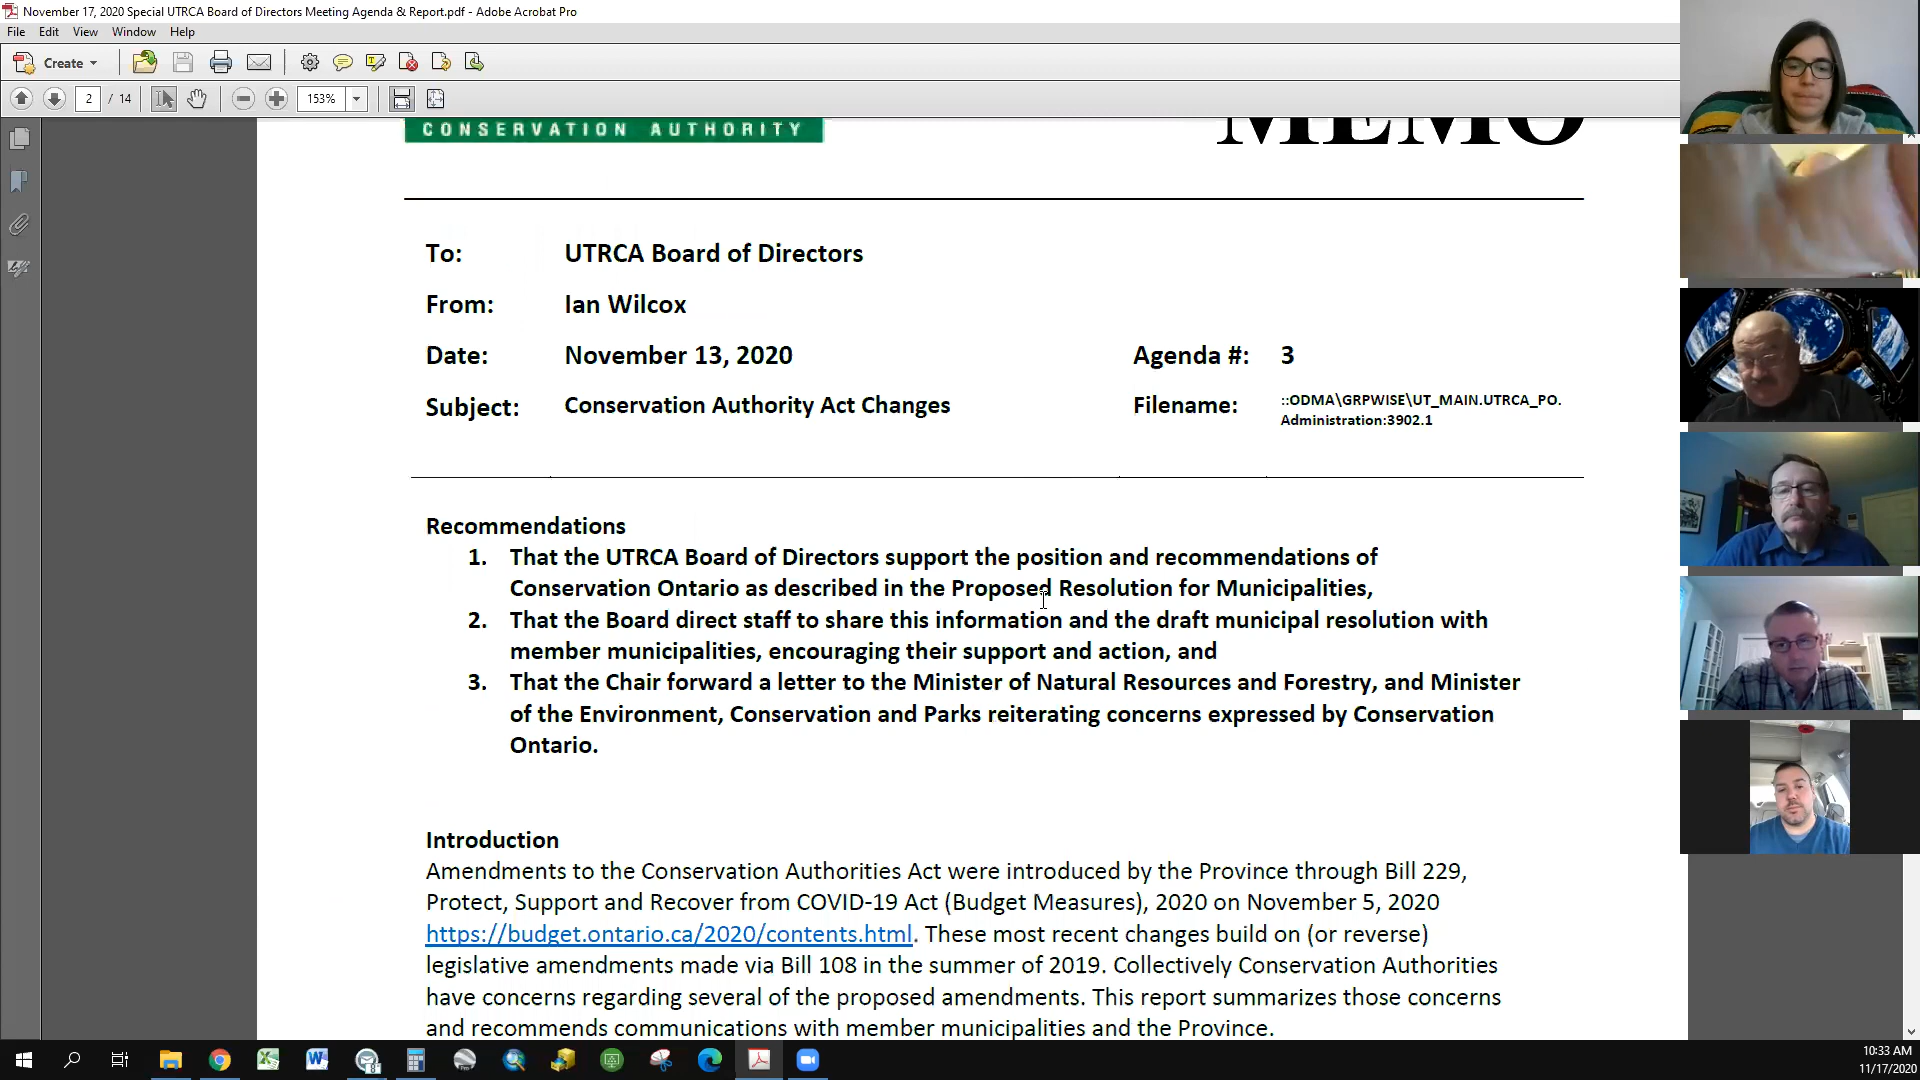 November 17, 2020 Special UTRCA Board of Directors Meeting Agenda & Report.pdf - Adobe Acrobat Pro
File Edit View Window Help
Create
2 / 14 153%
CONSERVATION AUTHORITY
MEMO
To: UTRCA Board of Directors
From: Ian Wilcox
Date: November 13, 2020 Agenda #: 3
Subject: Conservation Authority Act Changes Filename: ::ODMA\GRPWISE\UT_MAIN.UTRCA_PO.
Administration:3902.1
Recommendations
1. That the UTRCA Board of Directors support the position and recommendations of
Conservation Ontario as described in the Proposed Resolution for Municipalities,
2. That the Board direct staff to share this information and the draft municipal resolution with
member municipalities, encouraging their support and action, and
3. That the Chair forward a letter to the Minister of Natural Resources and Forestry, and Minister
of the Environment, Conservation and Parks reiterating concerns expressed by Conservation
Ontario.
Introduction
Amendments to the Conservation Authorities Act were introduced by the Province through Bill 229,
Protect, Support and Recover from COVID-19 Act (Budget Measures), 2020 on November 5, 2020
https://budget.ontario.ca/2020/contents.html. These most recent changes build on (or reverse)
legislative amendments made via Bill 108 in the summer of 2019. Collectively Conservation Authorities
have concerns regarding several of the proposed amendments. This report summarizes those concerns
and recommends communications with member municipalities and the Province.
10:33 AM
11/17/2020